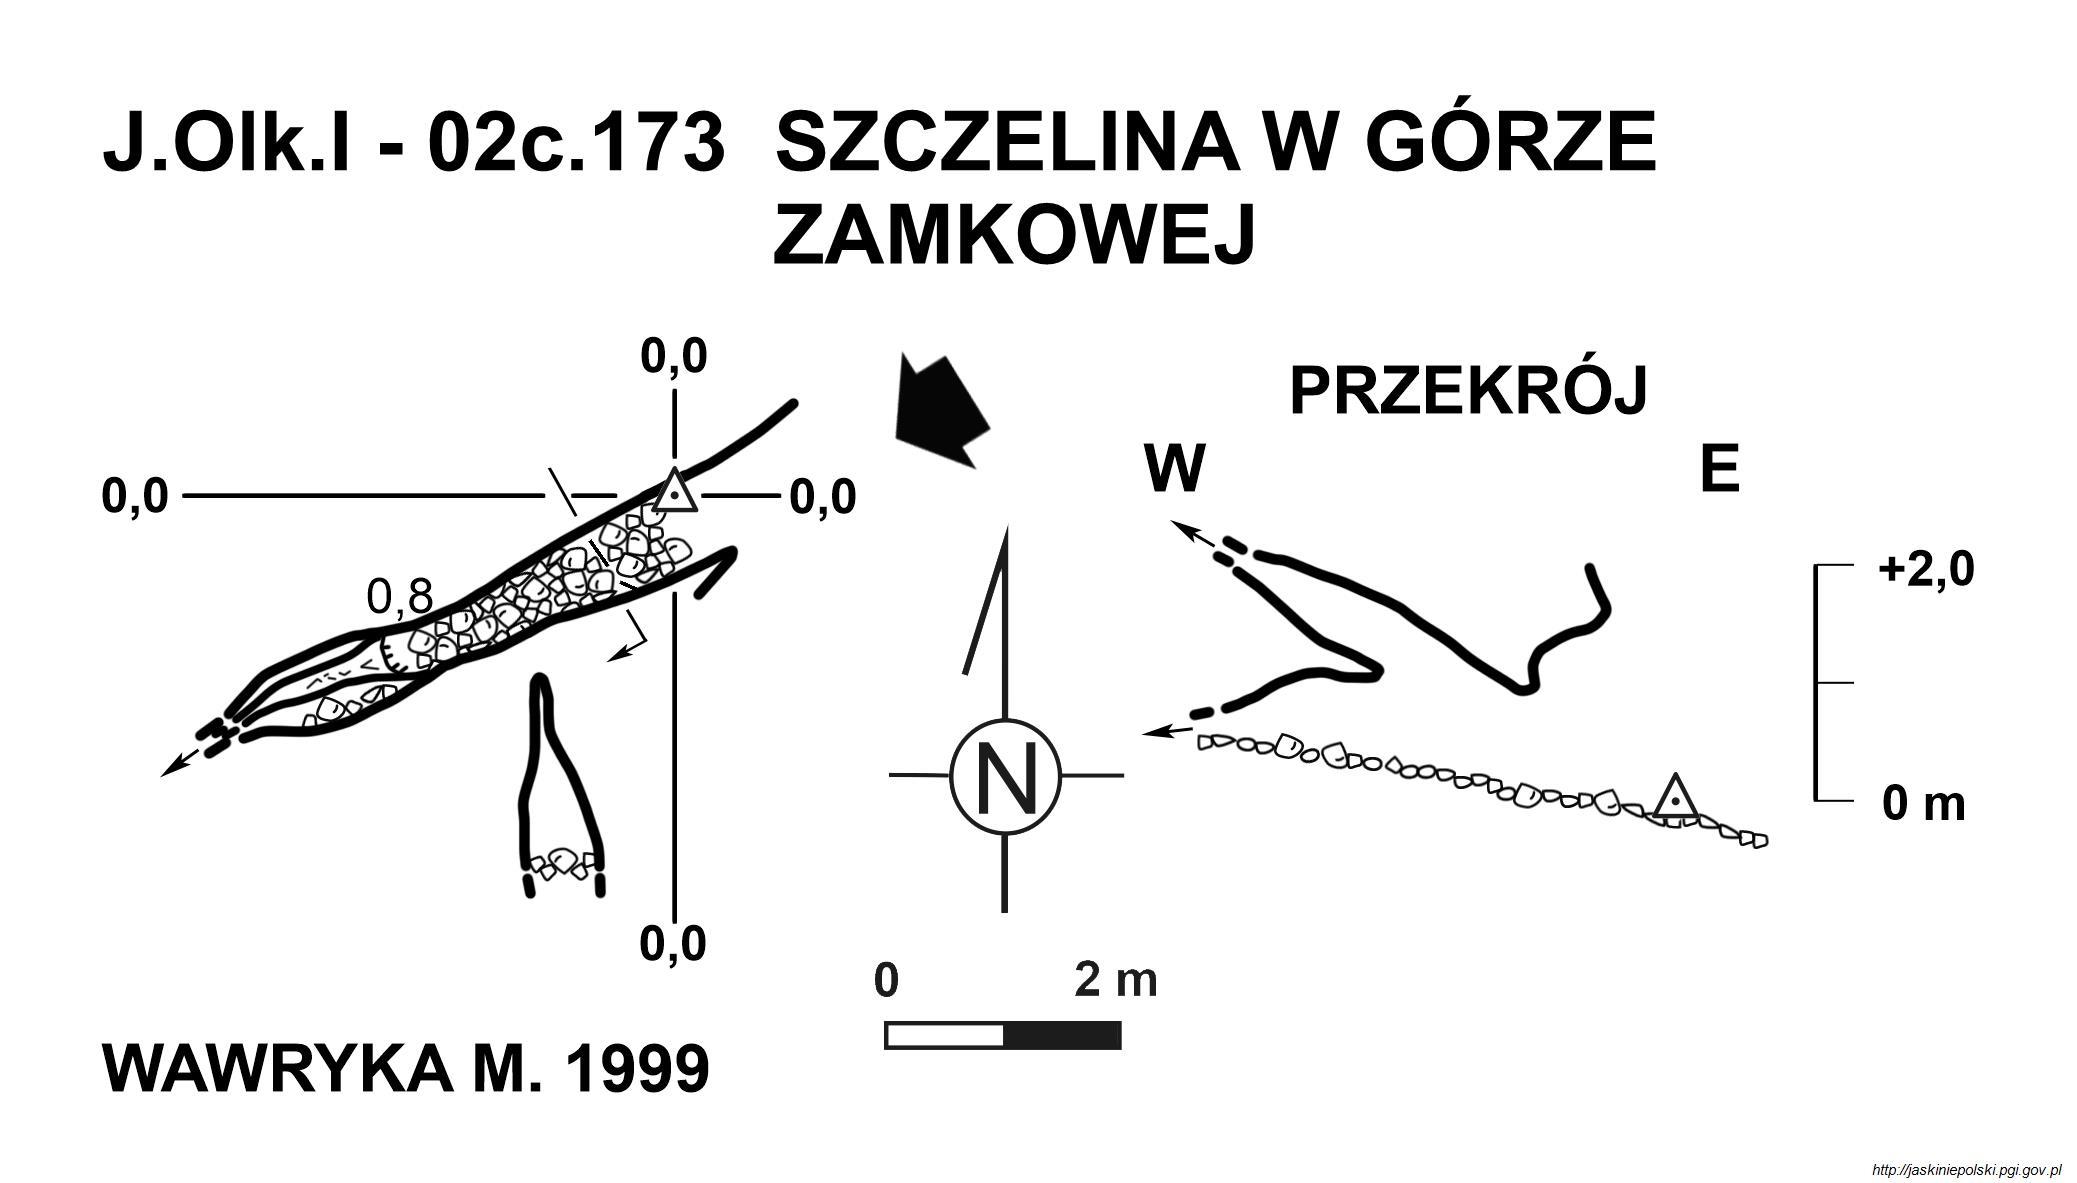 J.Olk.I - 02c.173 SZCZELINA W GÓRZE
ZAMKOWEJ
0,0
PRZEKRÓJ
W E
0,0 0,0
+2,0
0,8
N
0 m
0,0
0 2 m
WAWRYKA M. 1999
http://jaskiniepolski.pgi.gov.pl